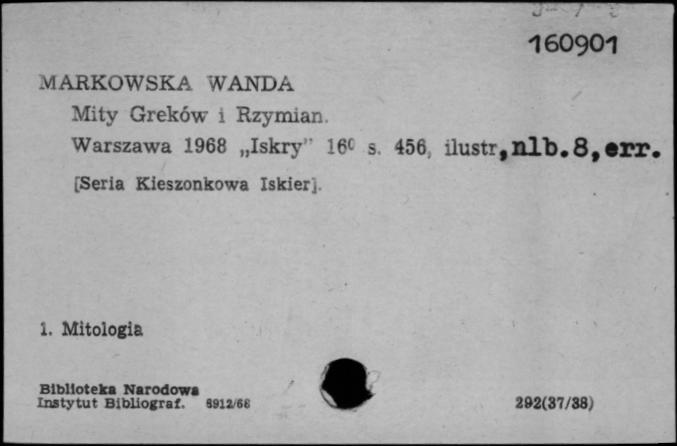 160901
MARKOWSKA WANDA
Mity Greków i Rzymian.
Warszawa 1968 „Iskry” 16⁰ s. 456, ilustr, nlb. 8, err.
[Seria Kieszonkowa Iskier].
1. Mitologia
Biblioteka Narodowa
Instytut Bibliograf. 8912/68
292(37/38)